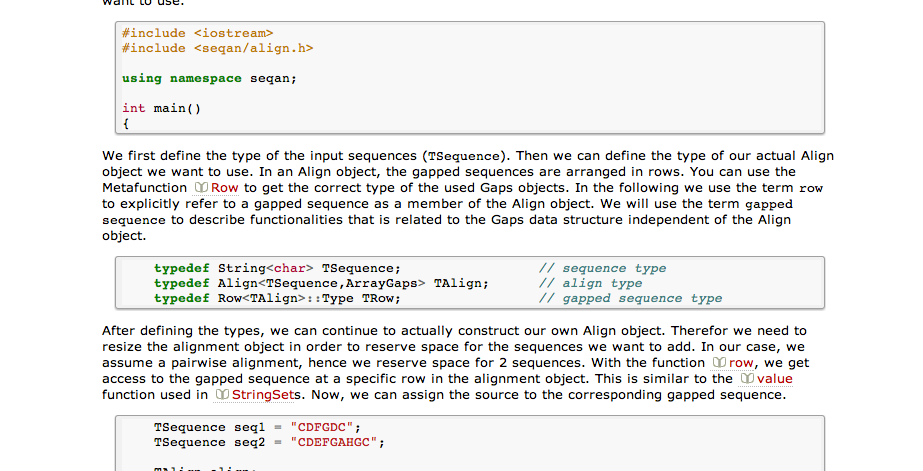 want to use.
#include <iostream>
#include <seqan/align.h>
using namespace seqan;
int main()
{
We first define the type of the input sequences (TSequence). Then we can define the type of our actual Align
object we want to use. In an Align object, the gapped sequences are arranged in rows. You can use the
Metafunction Row to get the correct type of the used Gaps objects. In the following we use the term row
to explicitly refer to a gapped sequence as a member of the Align object. We will use the term gapped
sequence to describe functionalities that is related to the Gaps data structure independent of the Align
object.
typedef String<char> TSequence; // sequence type
typedef Align<TSequence,ArrayGaps> TAlign; // align type
typedef Row<TAlign>::Type TRow; // gapped sequence type
After defining the types, we can continue to actually construct our own Align object. Therefor we need to
resize the alignment object in order to reserve space for the sequences we want to add. In our case, we
assume a pairwise alignment, hence we reserve space for 2 sequences. With the function row, we get
access to the gapped sequence at a specific row in the alignment object. This is similar to the value
function used in StringSets. Now, we can assign the source to the corresponding gapped sequence.
TSequence seq1 = "CDFGDC";
TSequence seq2 = "CDEFGAHGC";
TAlign align;